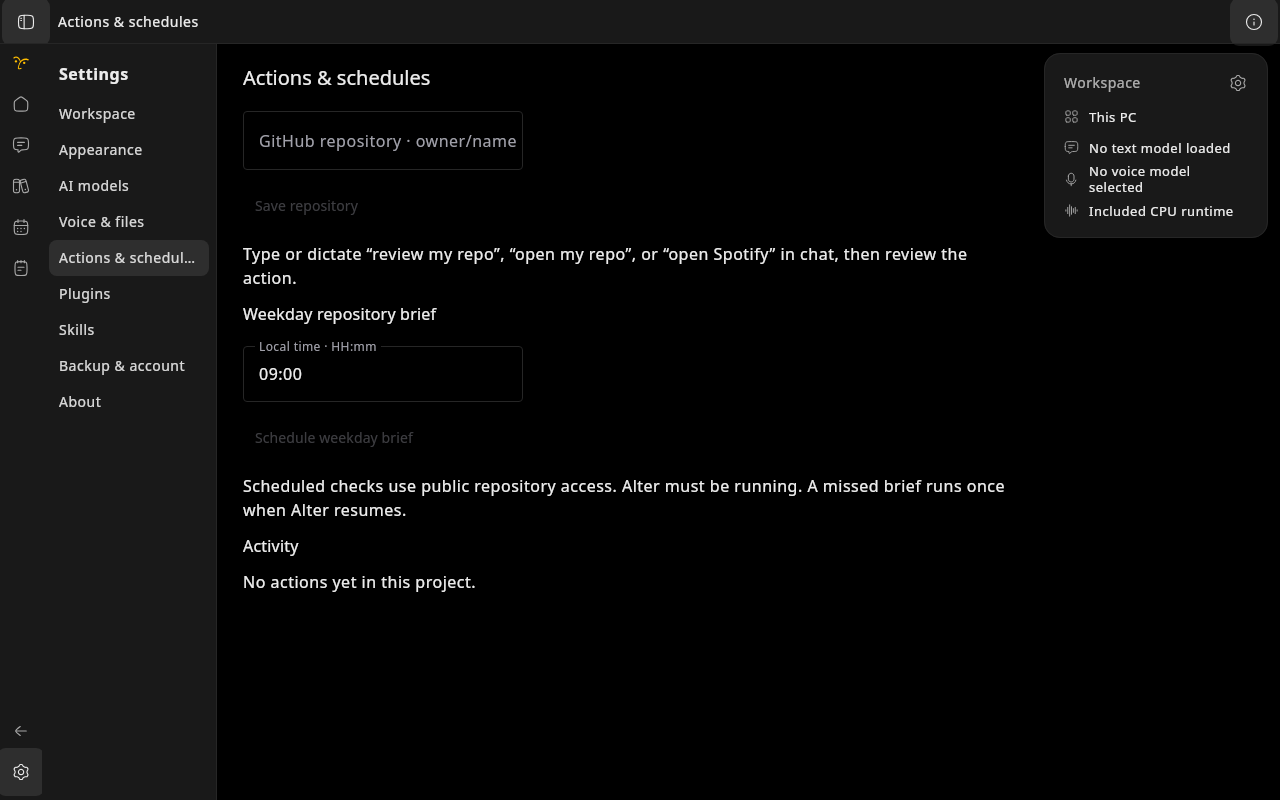 Actions & schedules
Settings
Workspace
Appearance
AI models
Voice & files
Actions & schedul...
Plugins
Skills
Backup & account
About
Actions & schedules
GitHub repository · owner/name
Save repository
Type or dictate “review my repo”, “open my repo”, or “open Spotify” in chat, then review the
action.
Weekday repository brief
Local time · HH:mm
09:00
Schedule weekday brief
Scheduled checks use public repository access. Alter must be running. A missed brief runs once
when Alter resumes.
Activity
No actions yet in this project.
Workspace
This PC
No text model loaded
No voice model
selected
Included CPU runtime